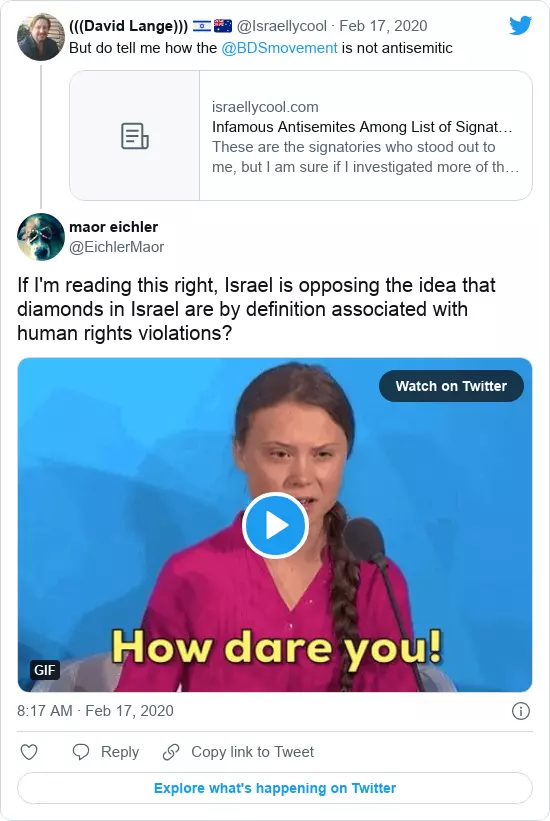 (((David Lange))) 🇮🇱🇦🇺 @Israellycool · Feb 17, 2020
But do tell me how the @BDSmovement is not antisemitic
israellycool.com
Infamous Antisemites Among List of Signat…
These are the signatories who stood out to
me, but I am sure if I investigated more of th…
maor eichler
@EichlerMaor
If I'm reading this right, Israel is opposing the idea that
diamonds in Israel are by definition associated with
human rights violations?
Watch on Twitter
How dare you!
GIF
8:17 AM · Feb 17, 2020
Reply
Copy link to Tweet
Explore what's happening on Twitter